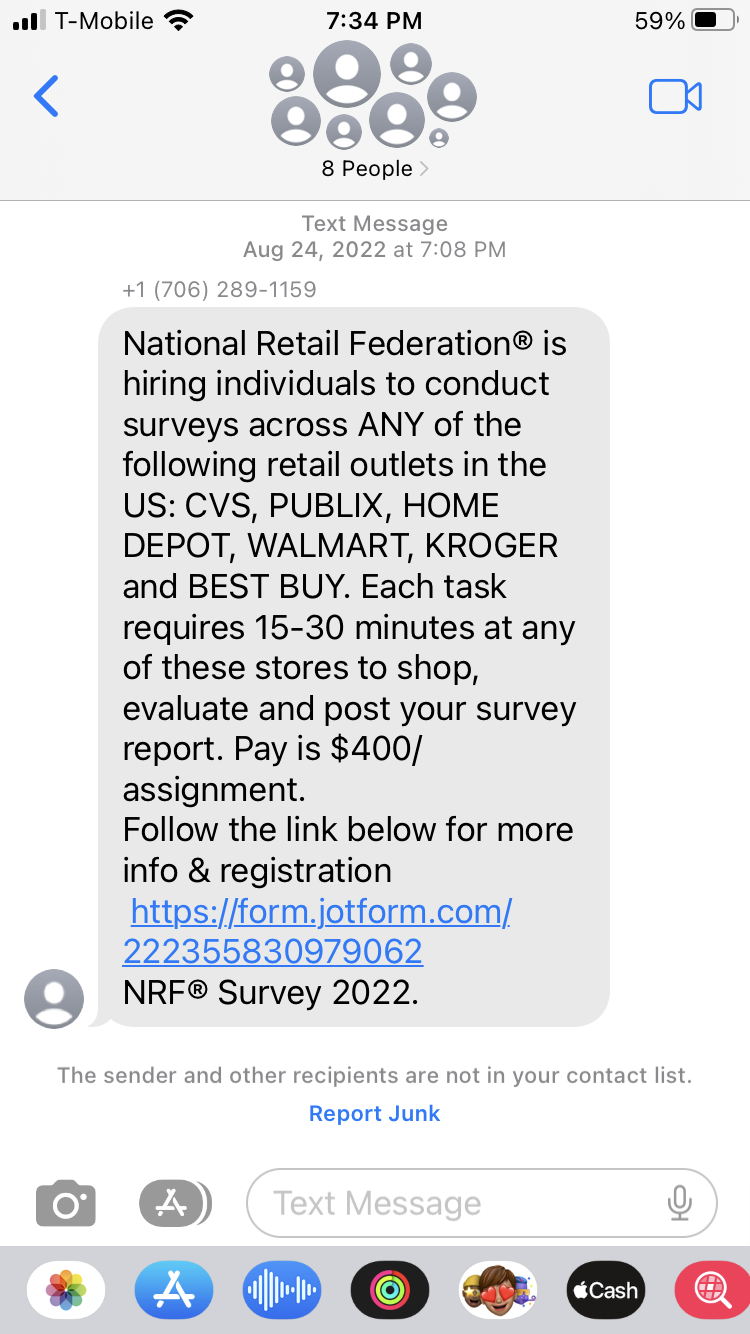 T-Mobile 7:34 PM 59%
8 People
Text Message
Aug 24, 2022 at 7:08 PM
+1 (706) 289-1159
National Retail Federation® is
hiring individuals to conduct
surveys across ANY of the
following retail outlets in the
US: CVS, PUBLIX, HOME
DEPOT, WALMART, KROGER
and BEST BUY. Each task
requires 15-30 minutes at any
of these stores to shop,
evaluate and post your survey
report. Pay is $400/
assignment.
Follow the link below for more
info & registration
https://form.jotform.com/
222355830979062
NRF® Survey 2022.
The sender and other recipients are not in your contact list.
Report Junk
Text Message
Cash